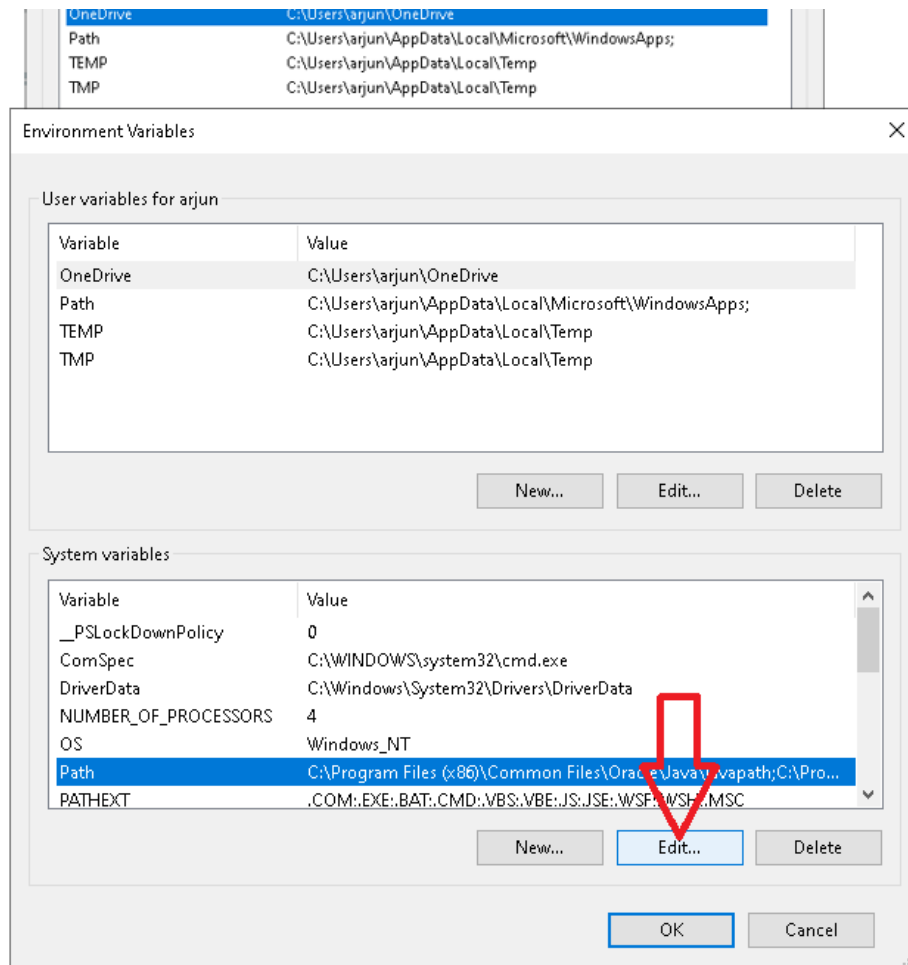 OneDrive C:\Users\arjun\OneDrive
Path C:\Users\arjun\AppData\Local\Microsoft\WindowsApps;
TEMP C:\Users\arjun\AppData\Local\Temp
TMP C:\Users\arjun\AppData\Local\Temp
Environment Variables
User variables for arjun
Variable Value
OneDrive C:\Users\arjun\OneDrive
Path C:\Users\arjun\AppData\Local\Microsoft\WindowsApps;
TEMP C:\Users\arjun\AppData\Local\Temp
TMP C:\Users\arjun\AppData\Local\Temp
New... Edit... Delete
System variables
Variable Value
__PSLockDownPolicy 0
ComSpec C:\WINDOWS\system32\cmd.exe
DriverData C:\Windows\System32\Drivers\DriverData
NUMBER_OF_PROCESSORS 4
OS Windows_NT
Path C:\Program Files (x86)\Common Files\Oracle\Java\javapath;C:\Pro...
PATHEXT .COM;.EXE;.BAT;.CMD;.VBS;.VBE;.JS;.JSE;.WSF;.WSH;.MSC
New... Edit... Delete
OK Cancel